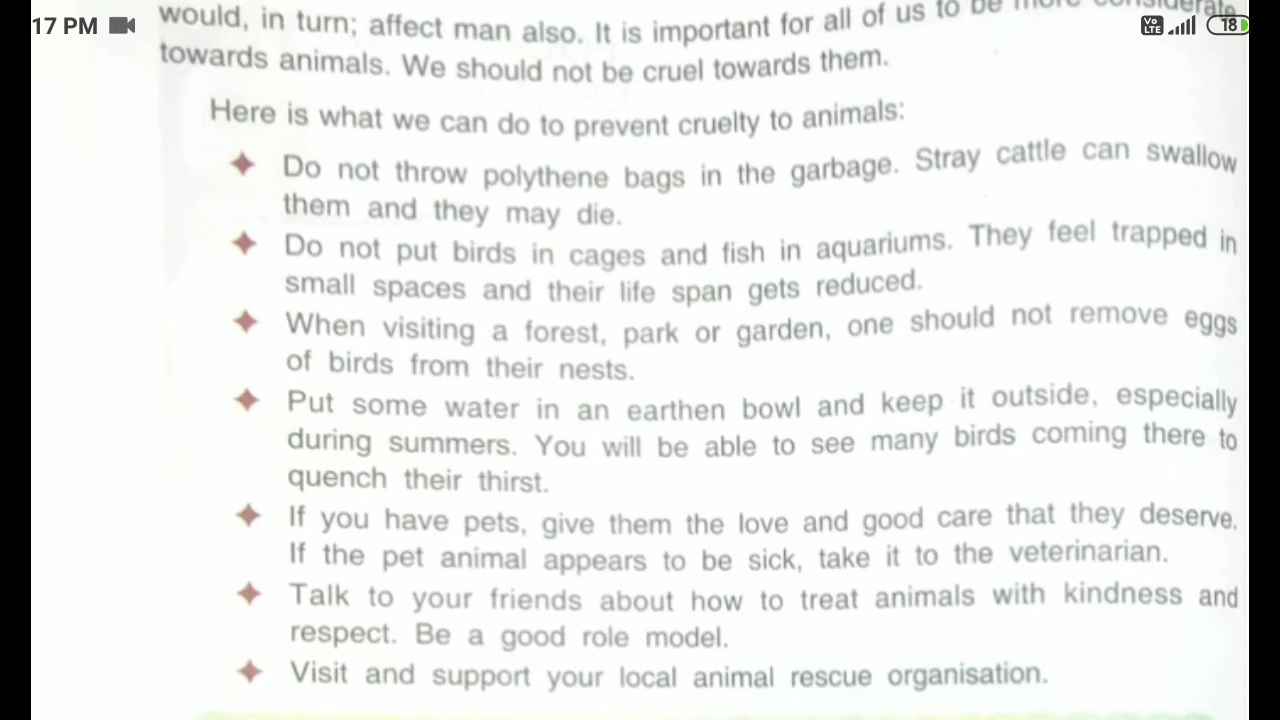 17 PM
Vo LTE
18
would, in turn; affect man also. It is important for all of us to be more considerate
towards animals. We should not be cruel towards them.
Here is what we can do to prevent cruelty to animals:
Do not throw polythene bags in the garbage. Stray cattle can swallow
them and they may die.
Do not put birds in cages and fish in aquariums. They feel trapped in
small spaces and their life span gets reduced.
When visiting a forest, park or garden, one should not remove eggs
of birds from their nests.
Put some water in an earthen bowl and keep it outside, especially
during summers. You will be able to see many birds coming there to
quench their thirst.
If you have pets, give them the love and good care that they deserve.
If the pet animal appears to be sick, take it to the veterinarian.
Talk to your friends about how to treat animals with kindness and
respect. Be a good role model.
Visit and support your local animal rescue organisation.